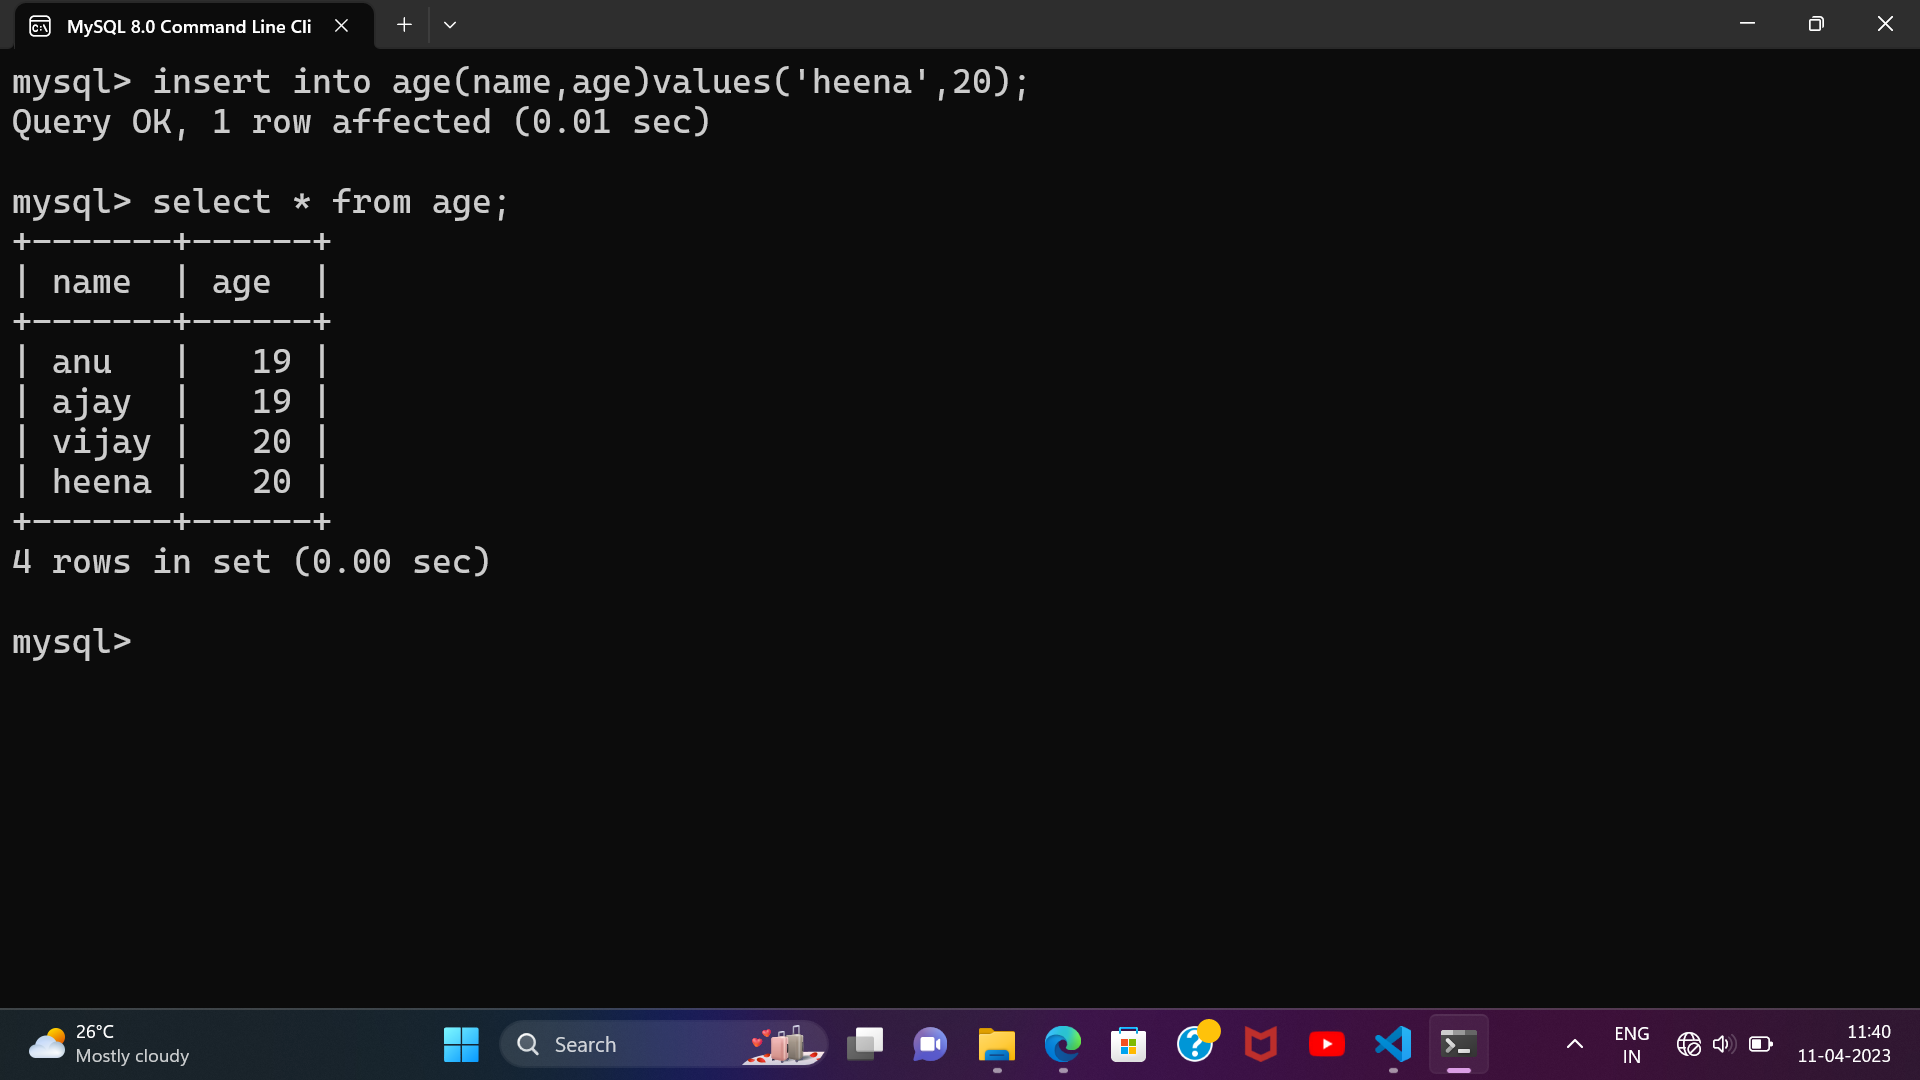 MySQL 8.0 Command Line Cli
mysql> insert into age(name,age)values('heena',20);
Query OK, 1 row affected (0.01 sec)
mysql> select * from age;
+-------+------+
| name  | age  |
+-------+------+
| anu   |   19 |
| ajay  |   19 |
| vijay |   20 |
| heena |   20 |
+-------+------+
4 rows in set (0.00 sec)
mysql>
26°C
Mostly cloudy
Search
ENG
IN
11:40
11-04-2023